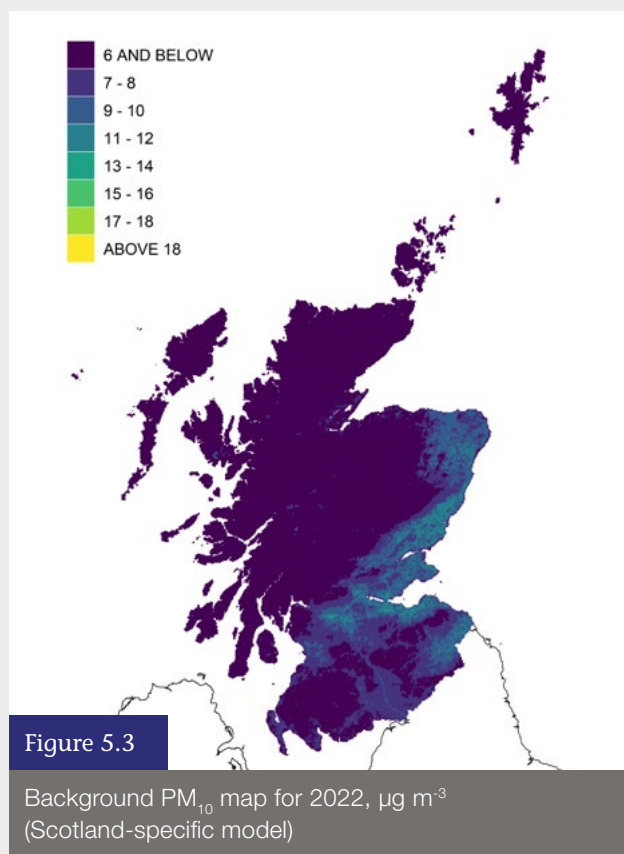 6 AND BELOW
7 - 8
9 - 10
11 - 12
13 - 14
15 - 16
17 - 18
ABOVE 18
Figure 5.3
Background PM₁₀ map for 2022, µg m⁻³
(Scotland-specific model)